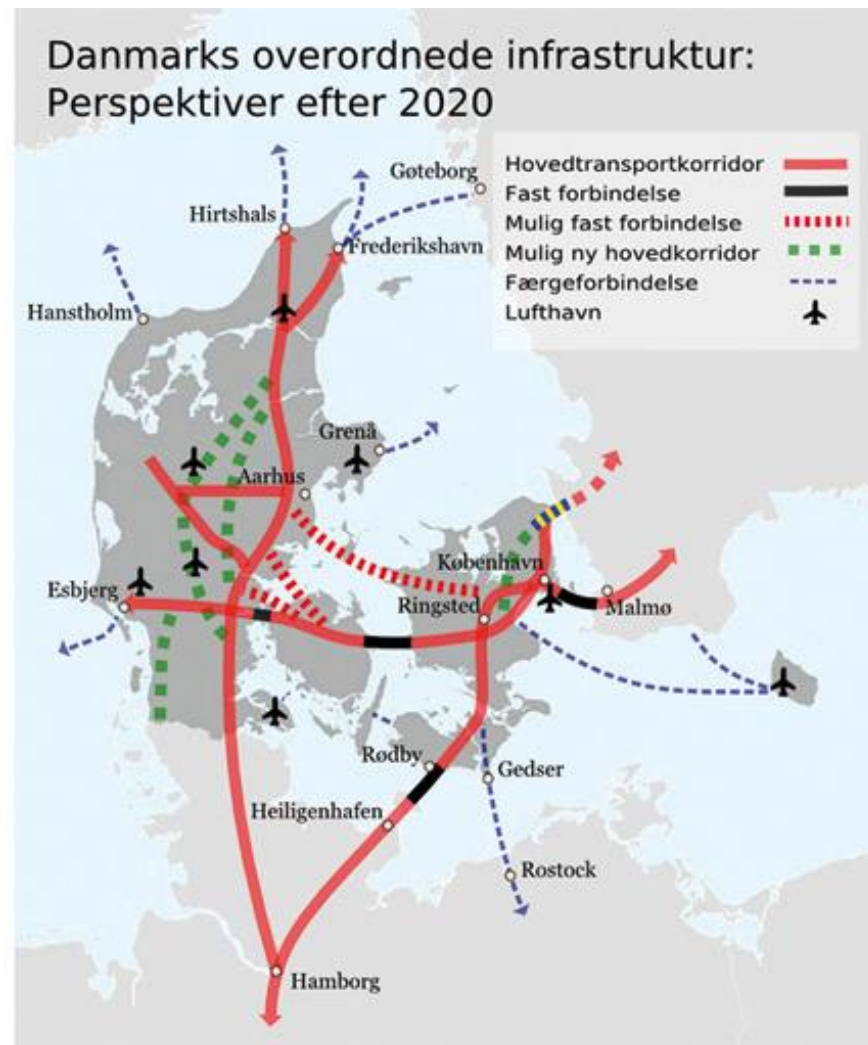 Danmarks overordnede infrastruktur:
Perspektiver efter 2020
Hovedtransportkorridor
Fast forbindelse
Mulig fast forbindelse
Mulig ny hovedkorridor
Færgeforbindelse
Lufthavn
Gøteborg
Hirtshals
Frederikshavn
Hanstholm
Grenå
Aarhus
København
Esbjerg
Ringsted
Malmø
Rødby
Gedser
Heiligenhafen
Rostock
Hamborg